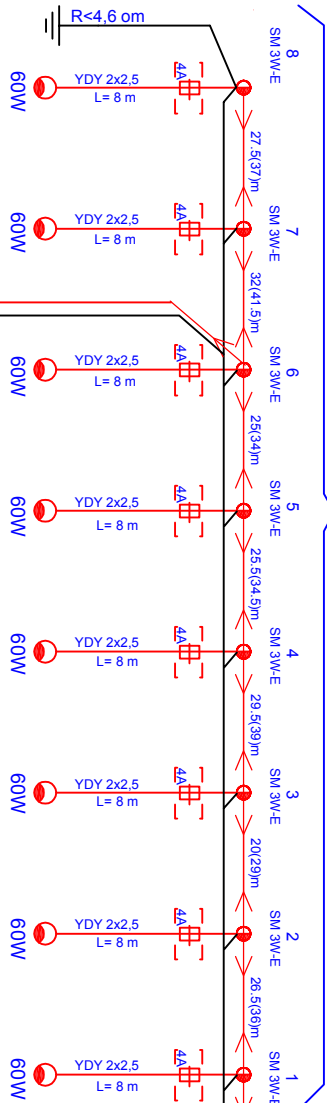 R<4,6 om
8
SM 3W-E
4A
YDY 2x2,5
L= 8 m
60W
27.5(37)m
7
SM 3W-E
4A
YDY 2x2,5
L= 8 m
60W
32(41.5)m
6
SM 3W-E
4A
YDY 2x2,5
L= 8 m
60W
25(34)m
5
SM 3W-E
4A
YDY 2x2,5
L= 8 m
60W
25.5(34.5)m
4
SM 3W-E
4A
YDY 2x2,5
L= 8 m
60W
29.5(39)m
3
SM 3W-E
4A
YDY 2x2,5
L= 8 m
60W
20(29)m
2
SM 3W-E
4A
YDY 2x2,5
L= 8 m
60W
26.5(36)m
1
SM 3W-E
4A
YDY 2x2,5
L= 8 m
60W